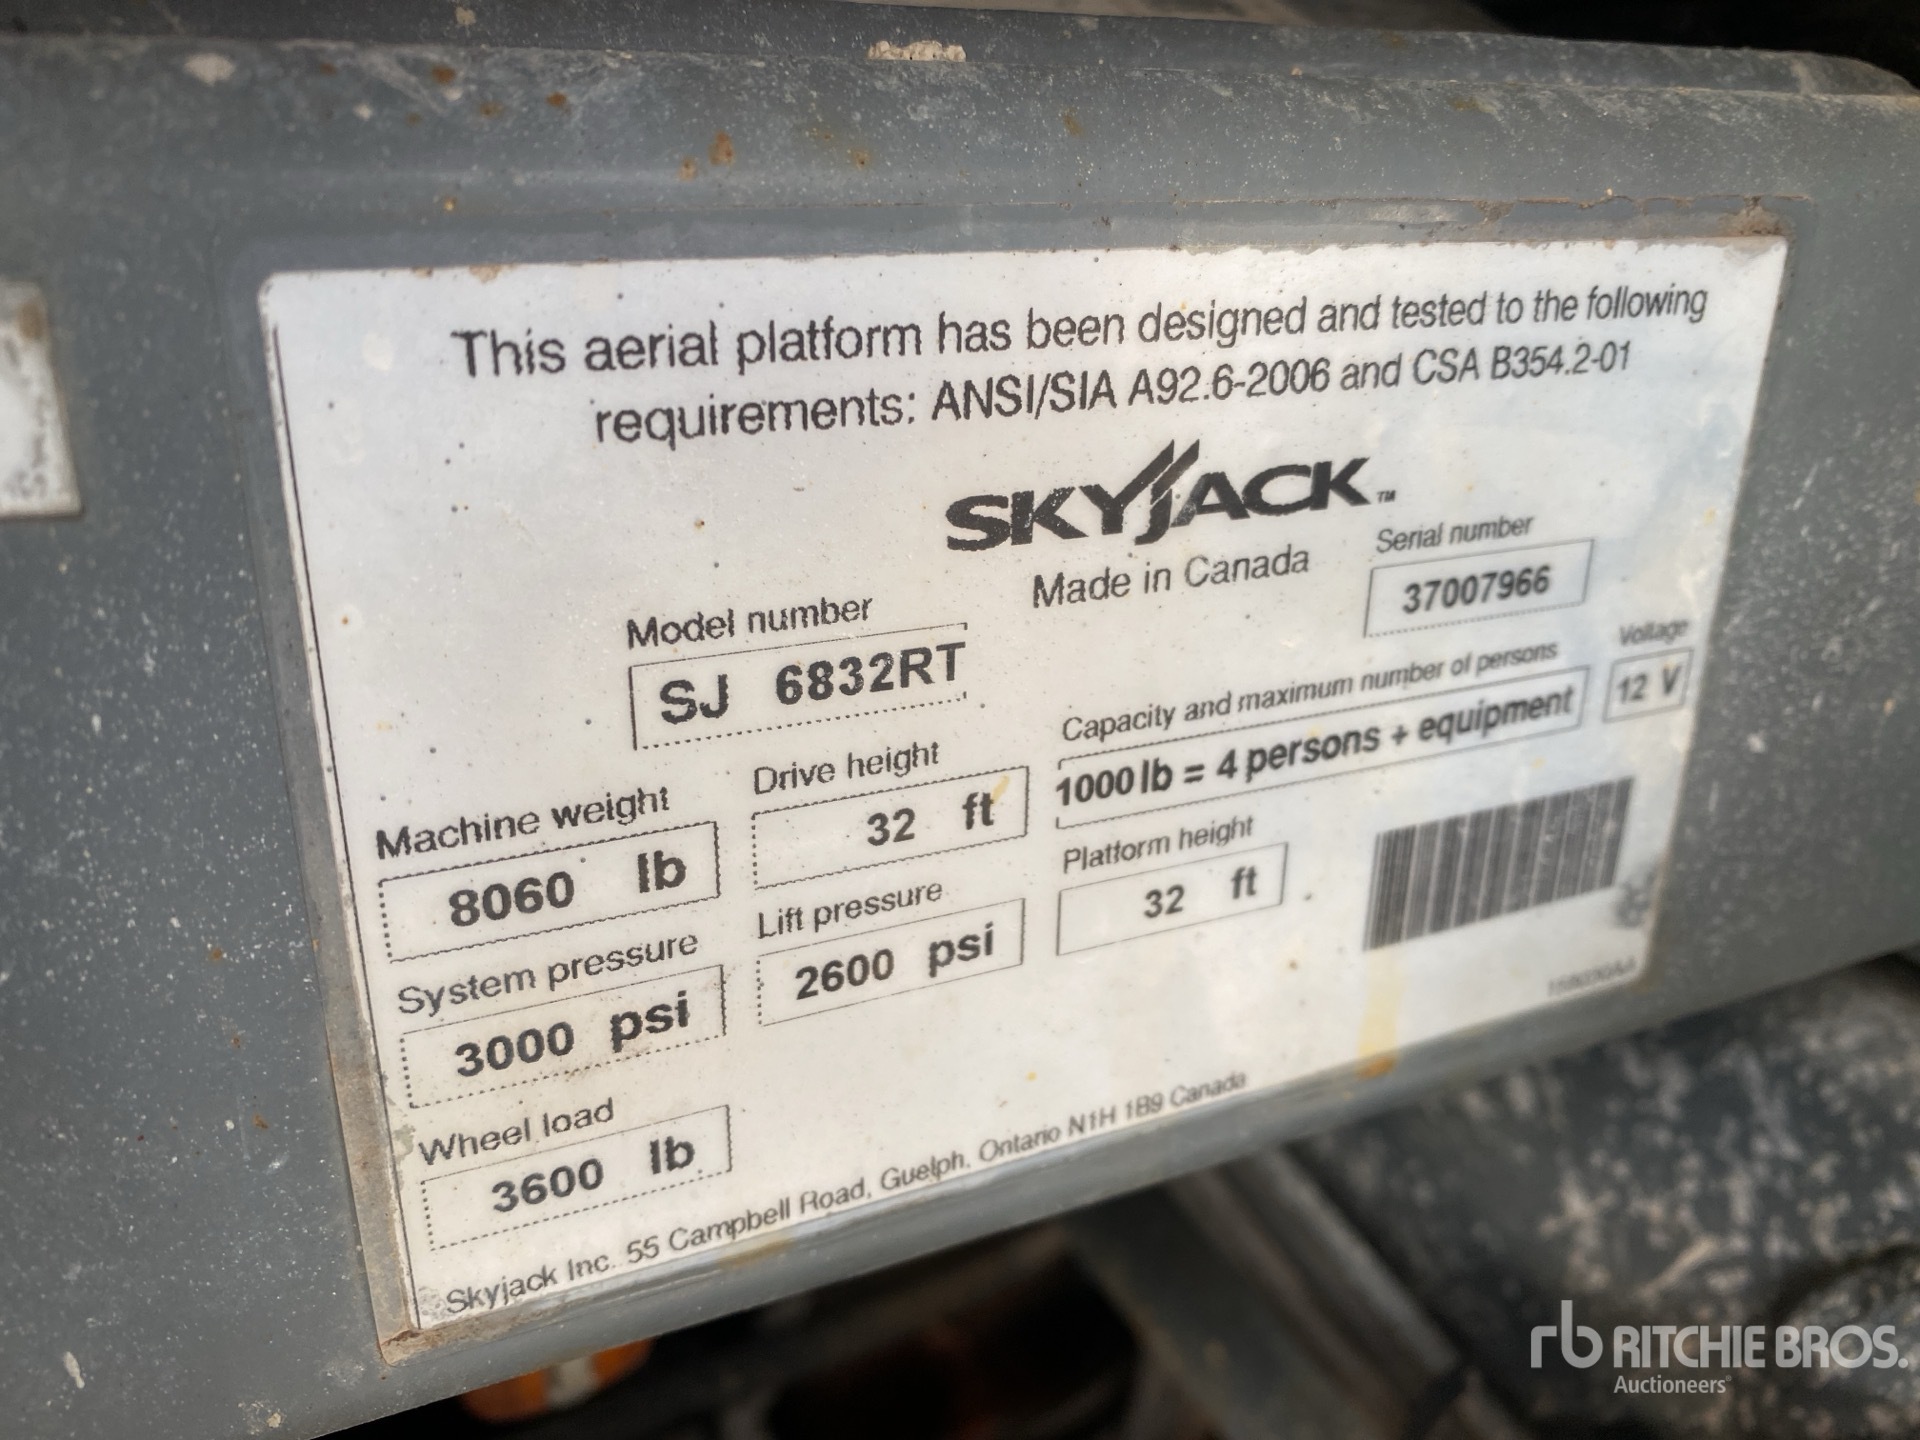 This aerial platform has been designed and tested to the following
requirements: ANSI/SIA A92.6-2006 and CSA B354.2-01
SKYJACK™
Made in Canada
Serial number
37007966
Model number
SJ 6832RT
Capacity and maximum number of persons
1000 lb = 4 persons + equipment
Voltage
12 V
Machine weight
8060 lb
Drive height
32 ft
Platform height
32 ft
System pressure
3000 psi
Lift pressure
2600 psi
Wheel load
3600 lb
Skyjack Inc. 55 Campbell Road, Guelph, Ontario N1H 1B9 Canada
rb RITCHIE BROS.
Auctioneers